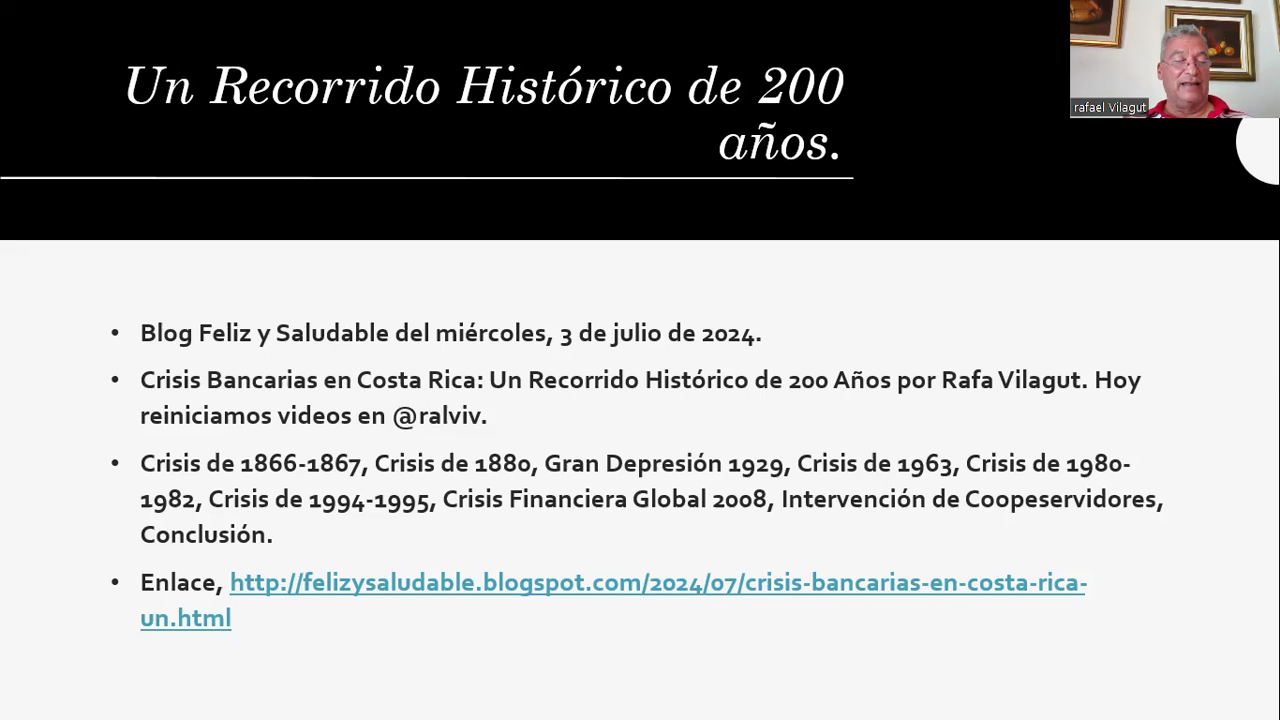 Un Recorrido Histórico de 200
años.
rafael Vilagut
• Blog Feliz y Saludable del miércoles, 3 de julio de 2024.
• Crisis Bancarias en Costa Rica: Un Recorrido Histórico de 200 Años por Rafa Vilagut. Hoy
reiniciamos videos en @ralviv.
• Crisis de 1866-1867, Crisis de 1880, Gran Depresión 1929, Crisis de 1963, Crisis de 1980-
1982, Crisis de 1994-1995, Crisis Financiera Global 2008, Intervención de Coopeservidores,
Conclusión.
• Enlace, http://felizysaludable.blogspot.com/2024/07/crisis-bancarias-en-costa-rica-
un.html